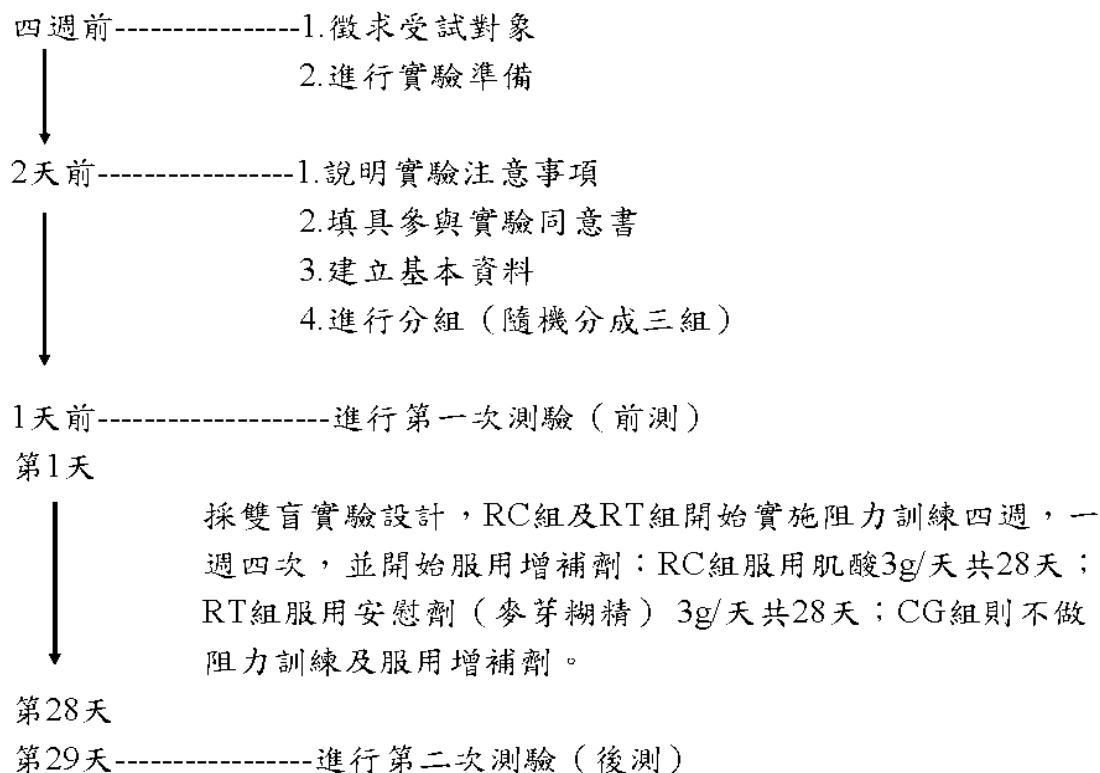 四週前----------------1.徵求受試對象
2.進行實驗準備
2天前-----------------1.說明實驗注意事項
2.填具參與實驗同意書
3.建立基本資料
4.進行分組（隨機分成三組）
1天前--------------------進行第一次測驗（前測）
第1天
採雙盲實驗設計，RC組及RT組開始實施阻力訓練四週，一
週四次，並開始服用增補劑：RC組服用肌酸3g/天共28天；
RT組服用安慰劑（麥芽糊精）3g/天共28天；CG組則不做
阻力訓練及服用增補劑。
第28天
第29天-----------------進行第二次測驗（後測）